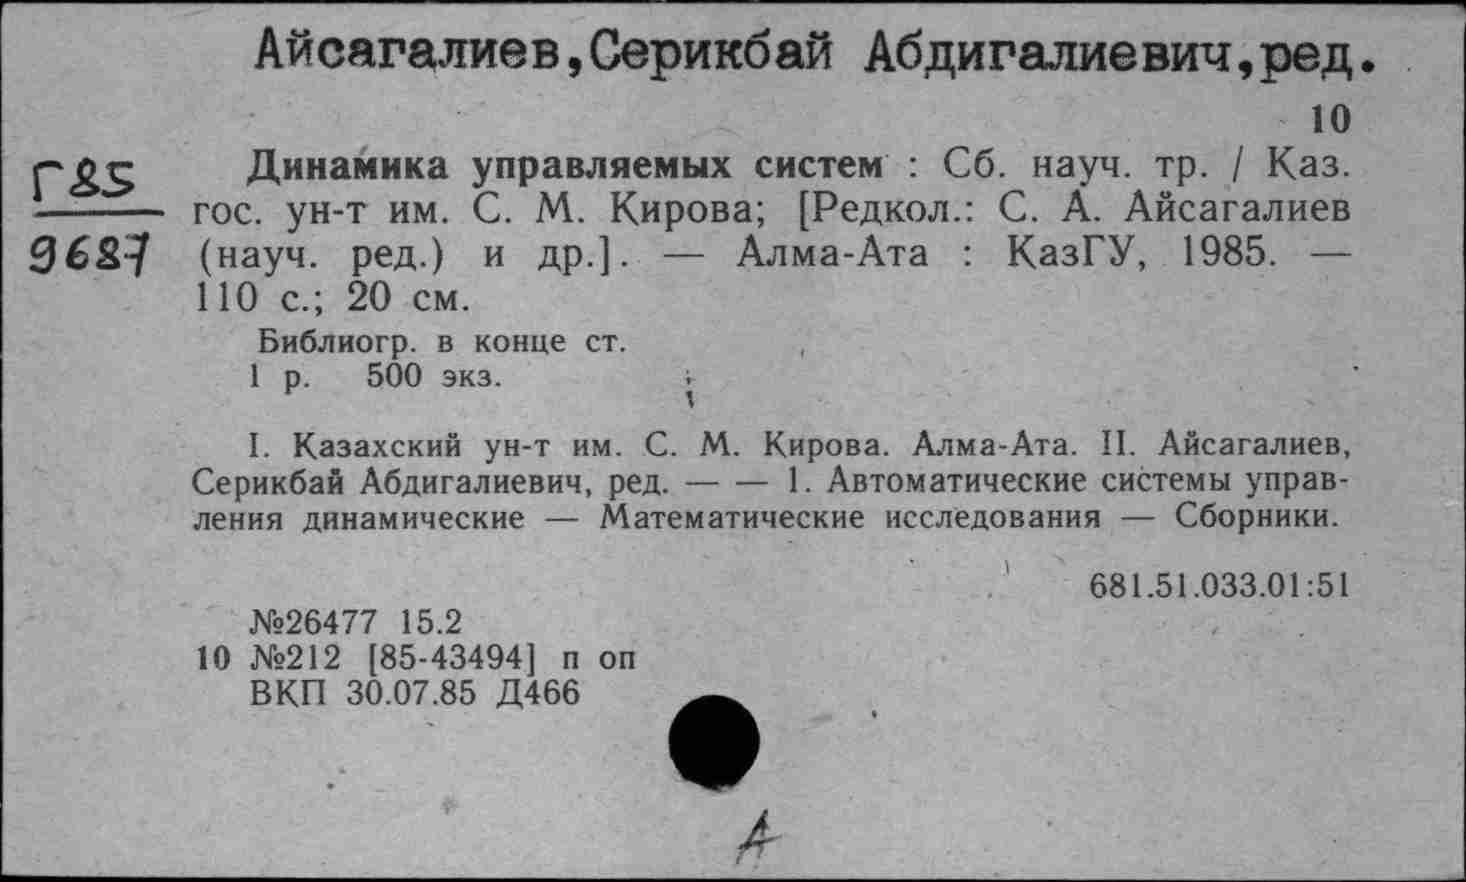 Айсагалиев,Серикбай Абдигалиевич,ред.
10
Г85
9687
Динамика управляемых систем : Сб. науч. тр. / Каз.
гос. ун-т им. С. М. Кирова; [Редкол.: С. А. Айсагалиев
(науч. ред.) и др.]. — Алма-Ата : КазГУ, 1985. —
110 с.; 20 см.
Библиогр. в конце ст.
1 р. 500 экз.
I. Казахский ун-т им. С. М. Кирова. Алма-Ата. II. Айсагалиев,
Серикбай Абдигалиевич, ред. — — 1. Автоматические системы управ-
ления динамические — Математические исследования — Сборники.
681.51.033.01:51
№26477 15.2
10 №212 [85-43494] п оп
ВКП 30.07.85 Д466
А